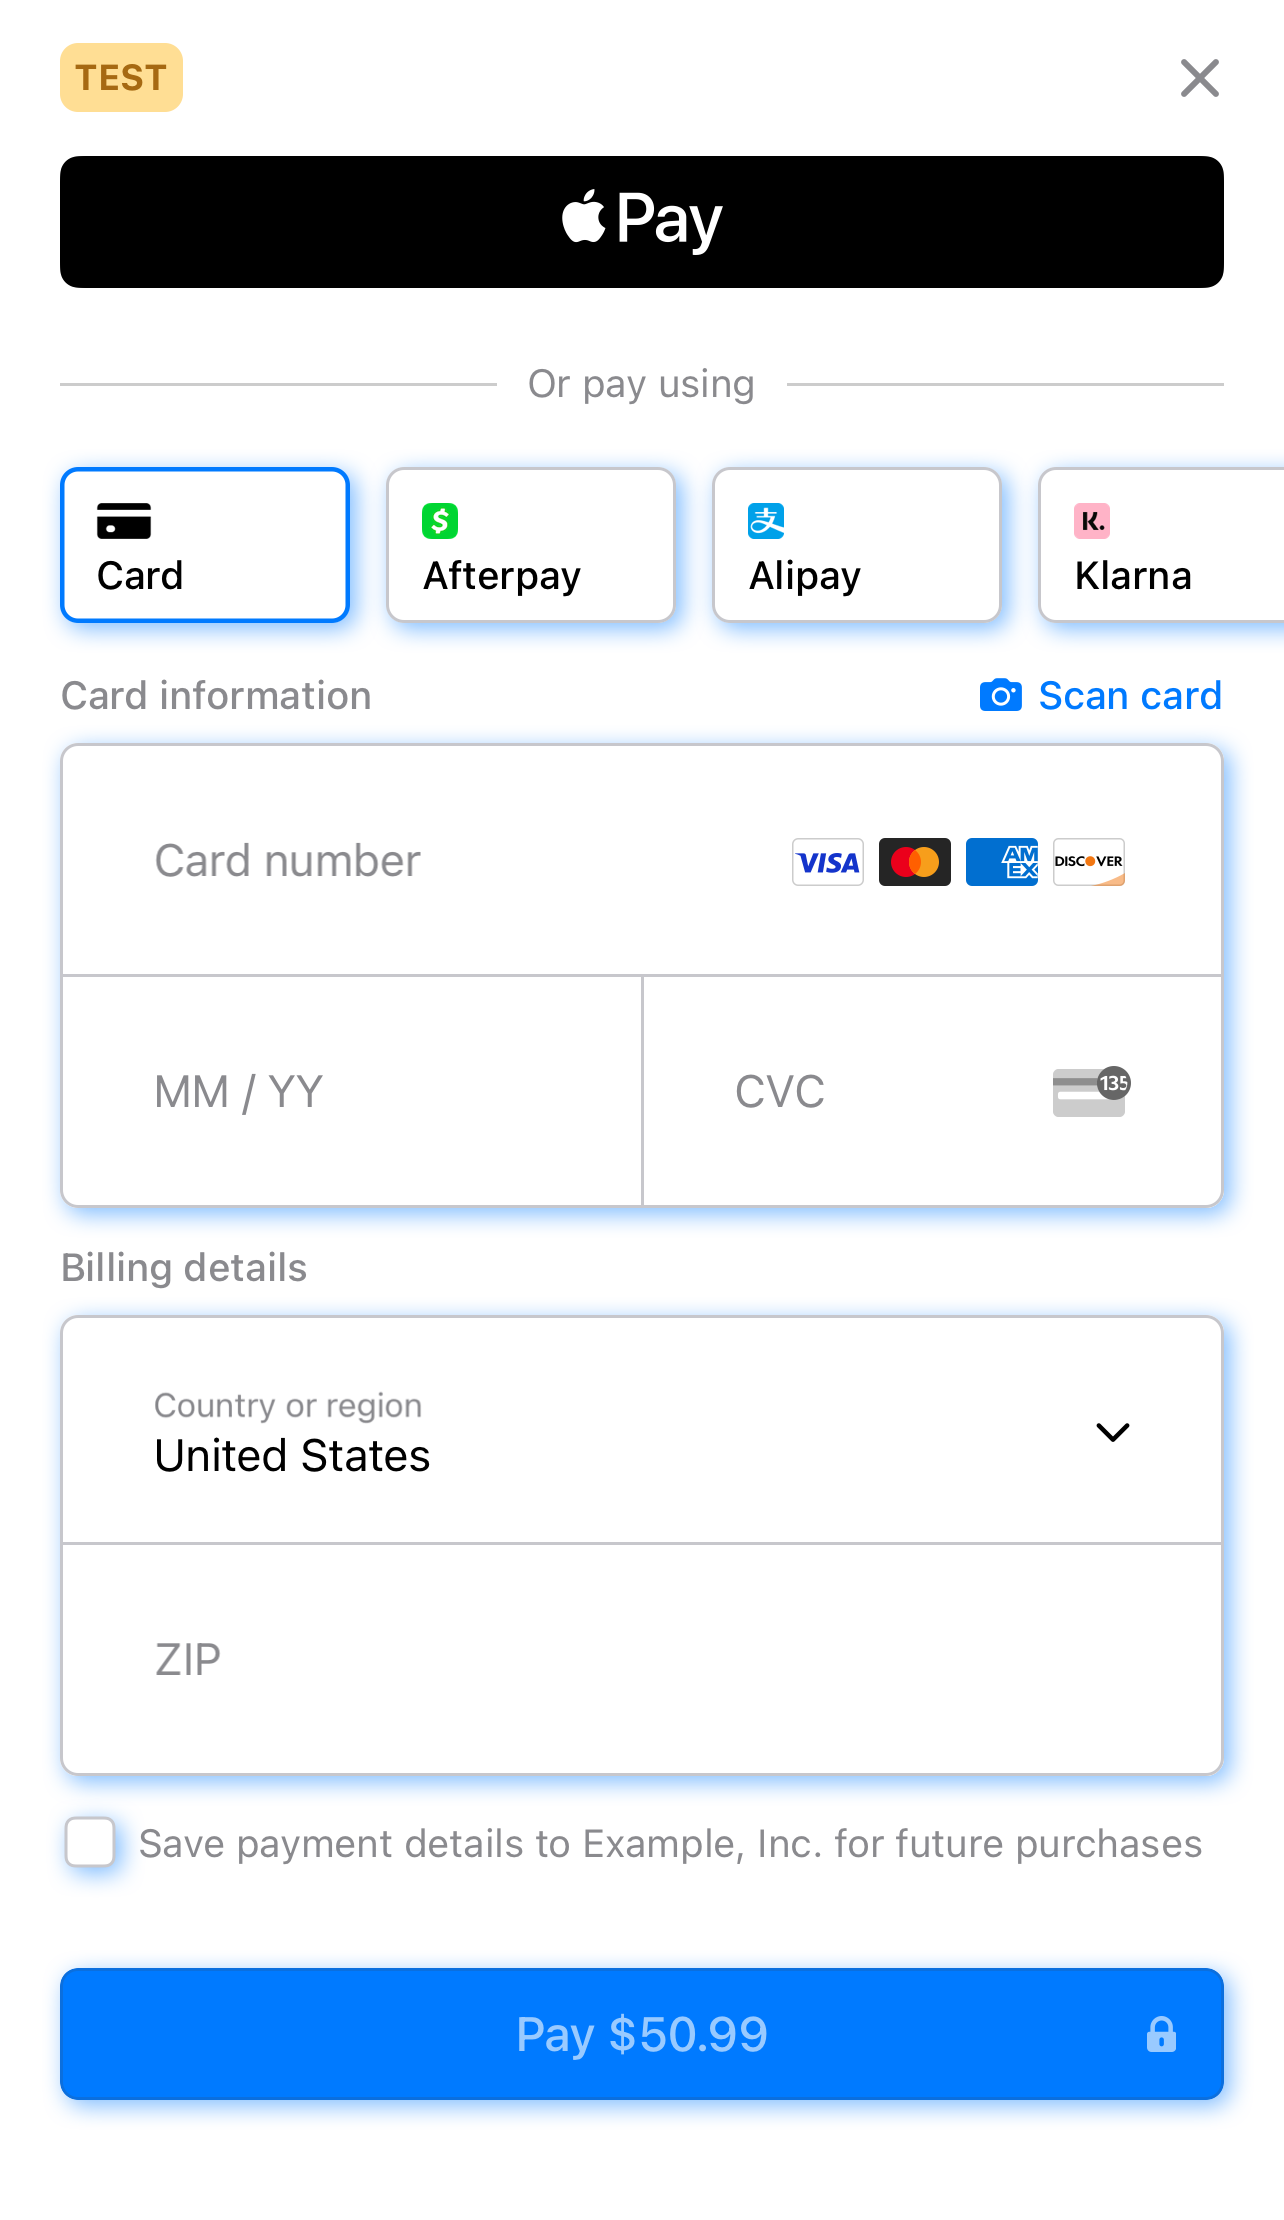 TEST
Pay
Or pay using
Card
Afterpay
支
Alipay
K.
Klarna
Card information
Scan card
Card number
VISA
AM
EX
DISCOVER
MM / YY
CVC
135
Billing details
Country or region
United States
ZIP
Save payment details to Example, Inc. for future purchases
Pay $50.99